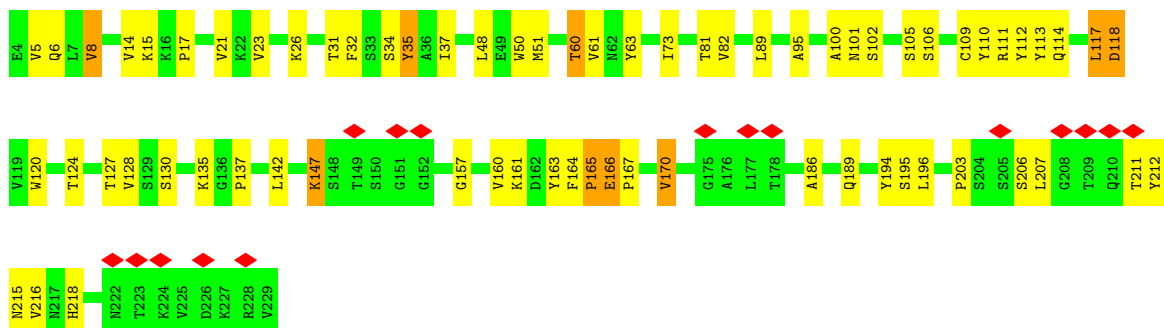 E4 V5 Q6 L7 V8 V14 K15 K16 P17 V21 K22 V23 K26 T31 F32 S33 S34 Y35 A36 I37 L48 E49 W50 M51 T60 V61 N62 Y63 I73 T81 V82 L89 A95 A100 N101 S102 S105 S106 C109 Y110 R111 Y112 Y113 Q114 L117 D118
V119 W120 T124 T127 V128 S129 S130 K135 G136 P137 L142 K147 S148 T149 S150 G151 G152 G157 V160 K161 D162 Y163 F164 P165 E166 P167 V170 G175 A176 L177 T178 A186 Q189 Y194 S195 L196 P203 S204 S205 S206 L207 G208 T209 Q210 T211 Y212
N215 V216 N217 H218 N222 T223 K224 V225 D226 K227 R228 V229